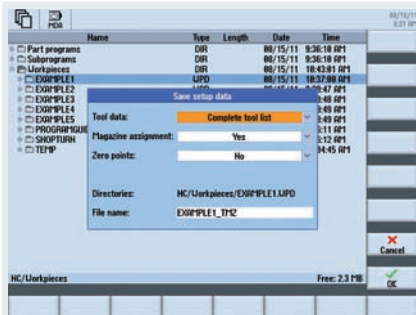 MDA
08/16/11
Name Type Length Date Time
Part programs DIR 08/15/11 9:36:10 AM
Subprograms DIR 08/15/11 9:36:10 AM
Workpieces DIR 08/15/11 10:43:01 AM
EXAMPLE1 WPD 08/15/11 10:37:00 AM
EXAMPLE2
EXAMPLE3
EXAMPLE4
EXAMPLE5
SHOPTURN
TEMP
Save setup data
Tool data: Complete tool list
Magazine assignment: Yes
Zero points: No
Directories: NC/Workpieces/EXAMPLE1.WPD
File name: EXAMPLE1_TM2
Cancel
NC/Workpieces Free: 2.3 MB
OK